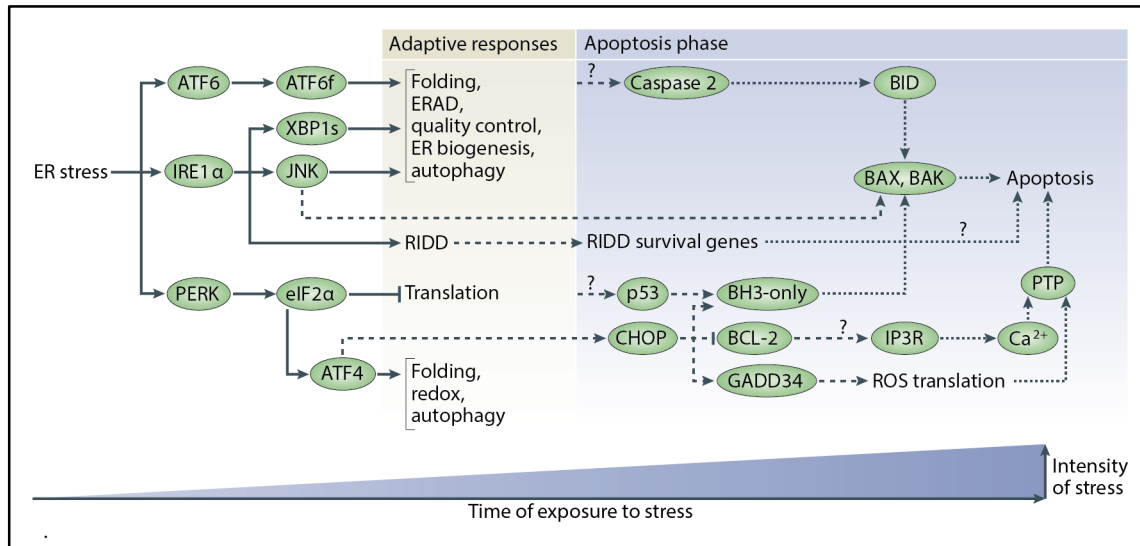 Adaptive responses
Apoptosis phase
ATF6
ATF6f
Folding,
ERAD,
quality control,
ER biogenesis,
autophagy
?
Caspase 2
BID
XBP1s
ER stress
IRE1α
JNK
BAX, BAK
Apoptosis
RIDD
RIDD survival genes
?
PERK
eIF2α
Translation
?
p53
BH3-only
PTP
CHOP
BCL-2
?
IP3R
Ca2+
ATF4
Folding,
redox,
autophagy
GADD34
ROS translation
Intensity
of stress
Time of exposure to stress
.